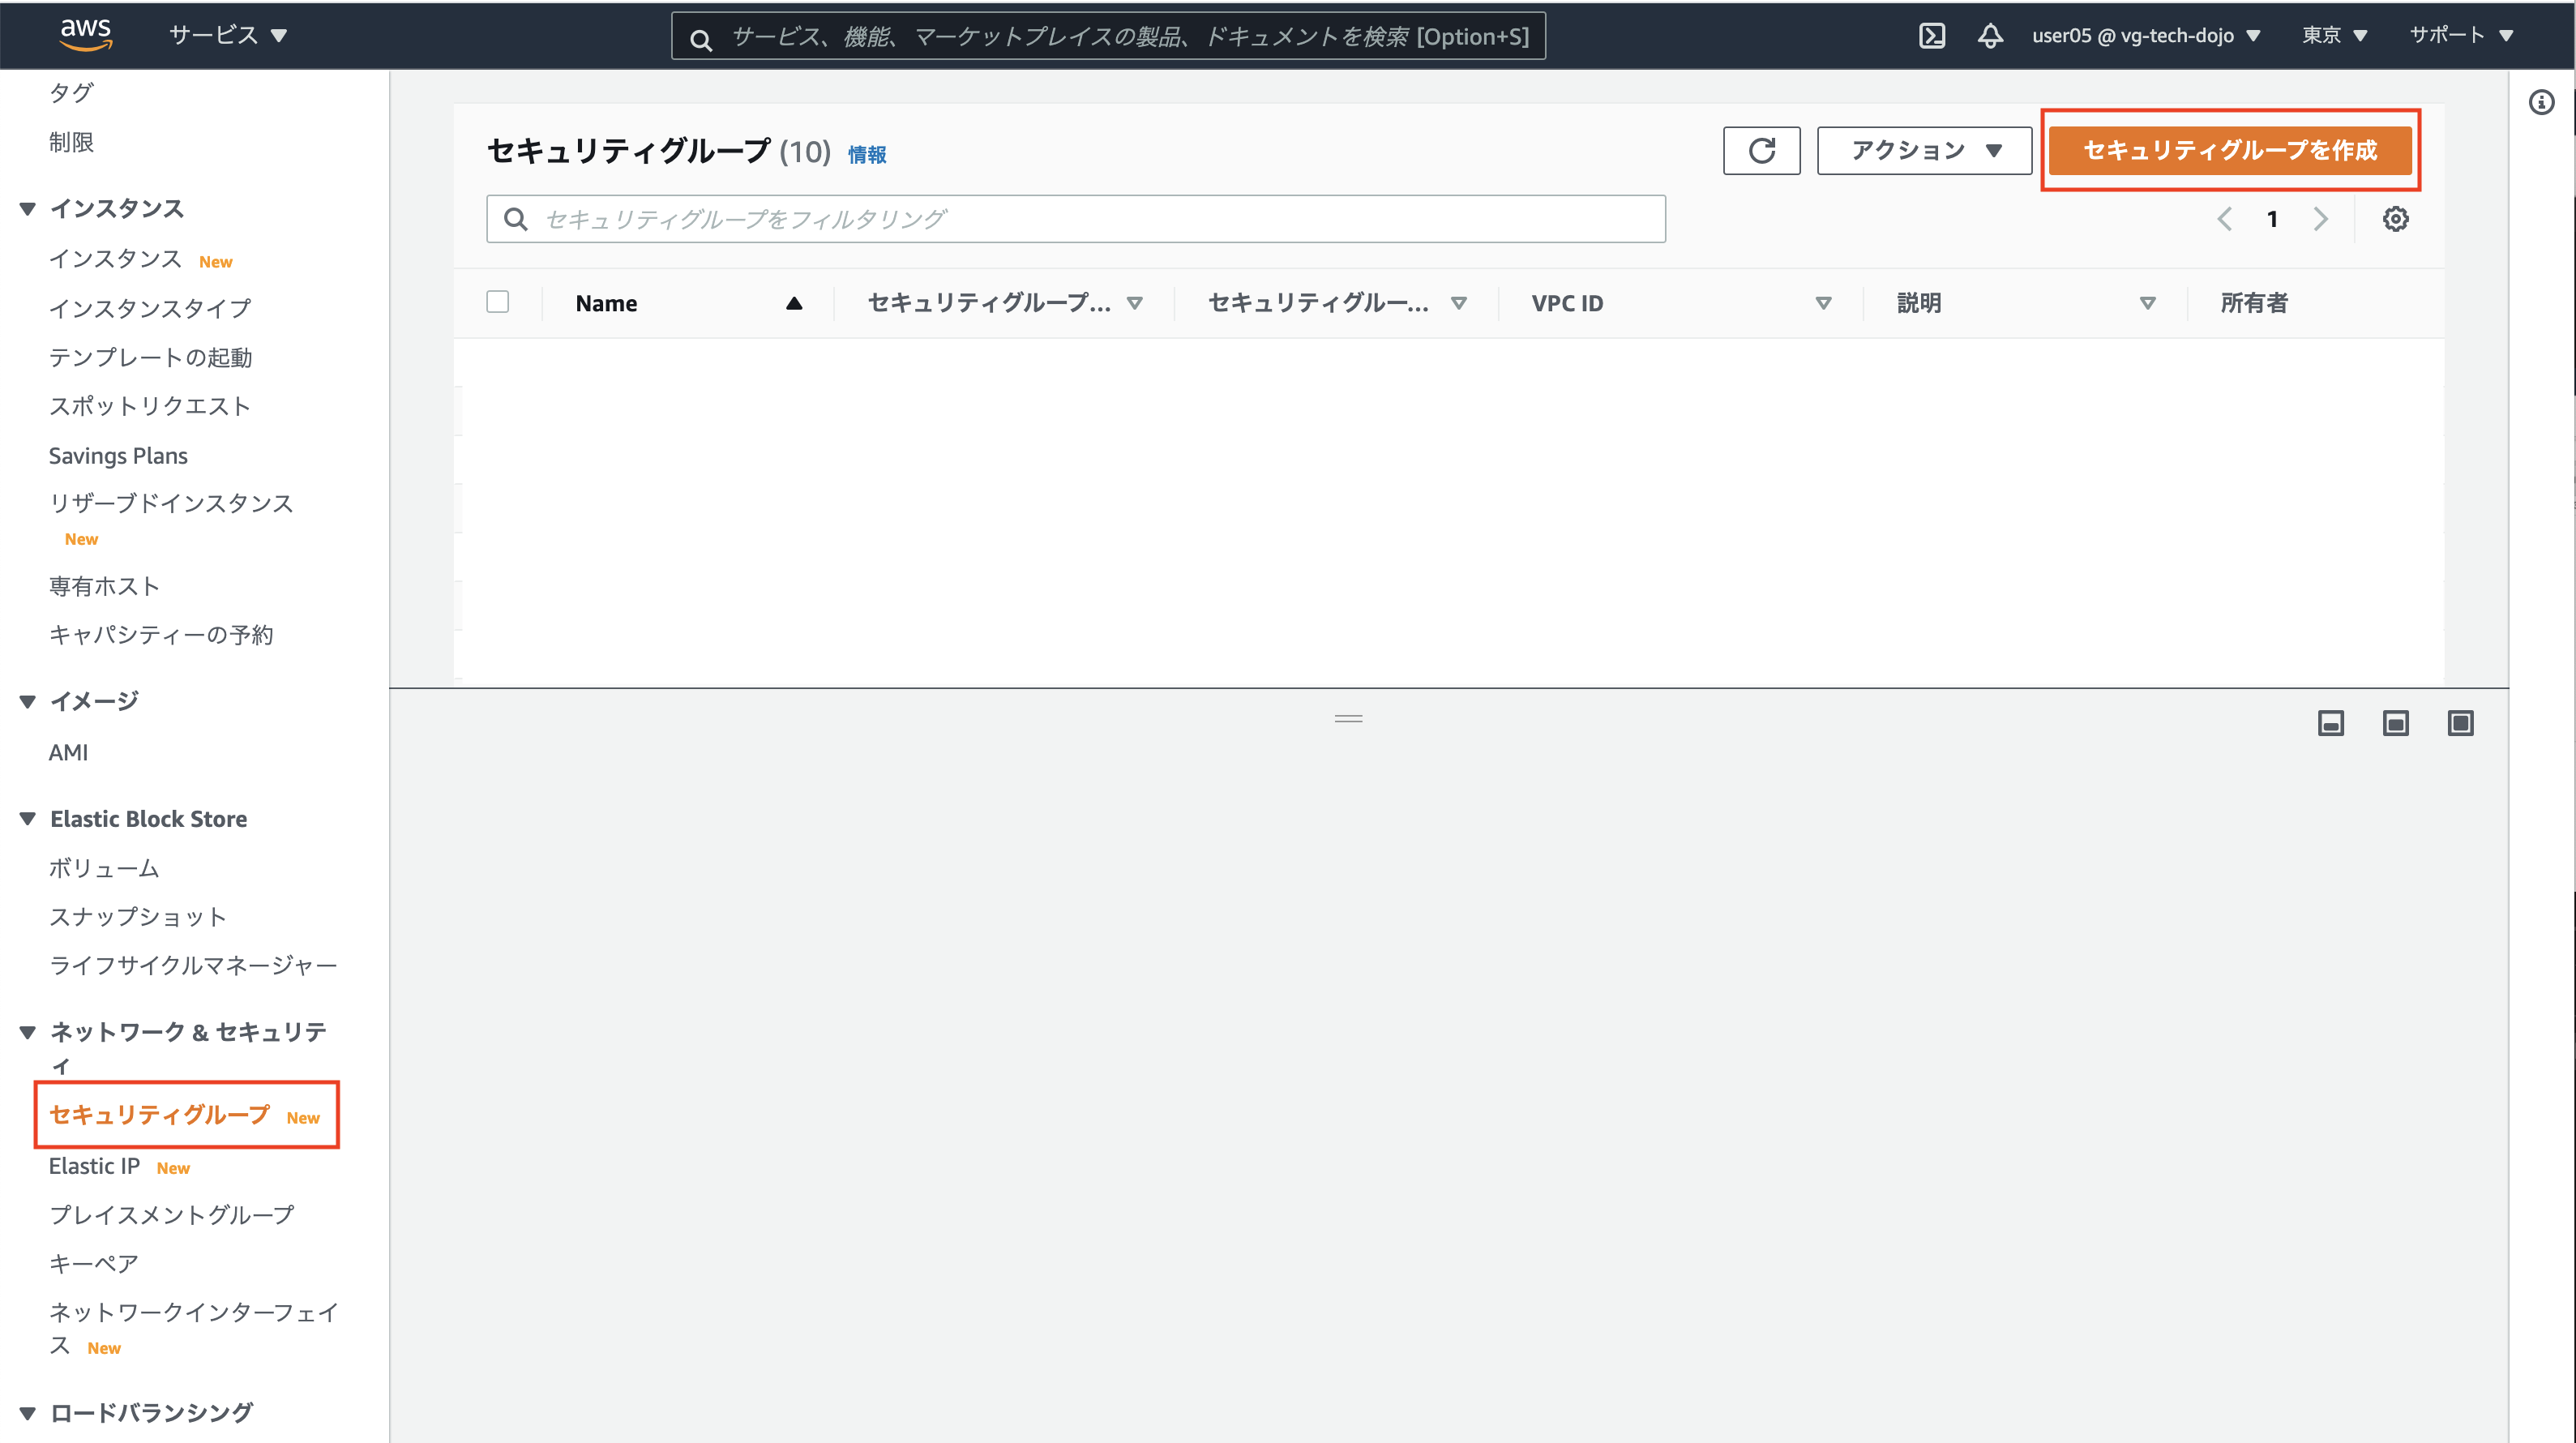 aws
サービス
サービス、機能、マーケットプレイスの製品、ドキュメントを検索 [Option+S]
user05 @ vg-tech-dojo
東京
サポート
タグ
制限
インスタンス
インスタンス New
インスタンスタイプ
テンプレートの起動
スポットリクエスト
Savings Plans
リザーブドインスタンス
New
専有ホスト
キャパシティーの予約
イメージ
AMI
Elastic Block Store
ボリューム
スナップショット
ライフサイクルマネージャー
ネットワーク & セキュリテ
ィ
セキュリティグループ New
Elastic IP New
プレイスメントグループ
キーペア
ネットワークインターフェイ
ス New
ロードバランシング
セキュリティグループ (10) 情報
アクション
セキュリティグループを作成
セキュリティグループをフィルタリング
1
Name
セキュリティグループ...
セキュリティグルー...
VPC ID
説明
所有者